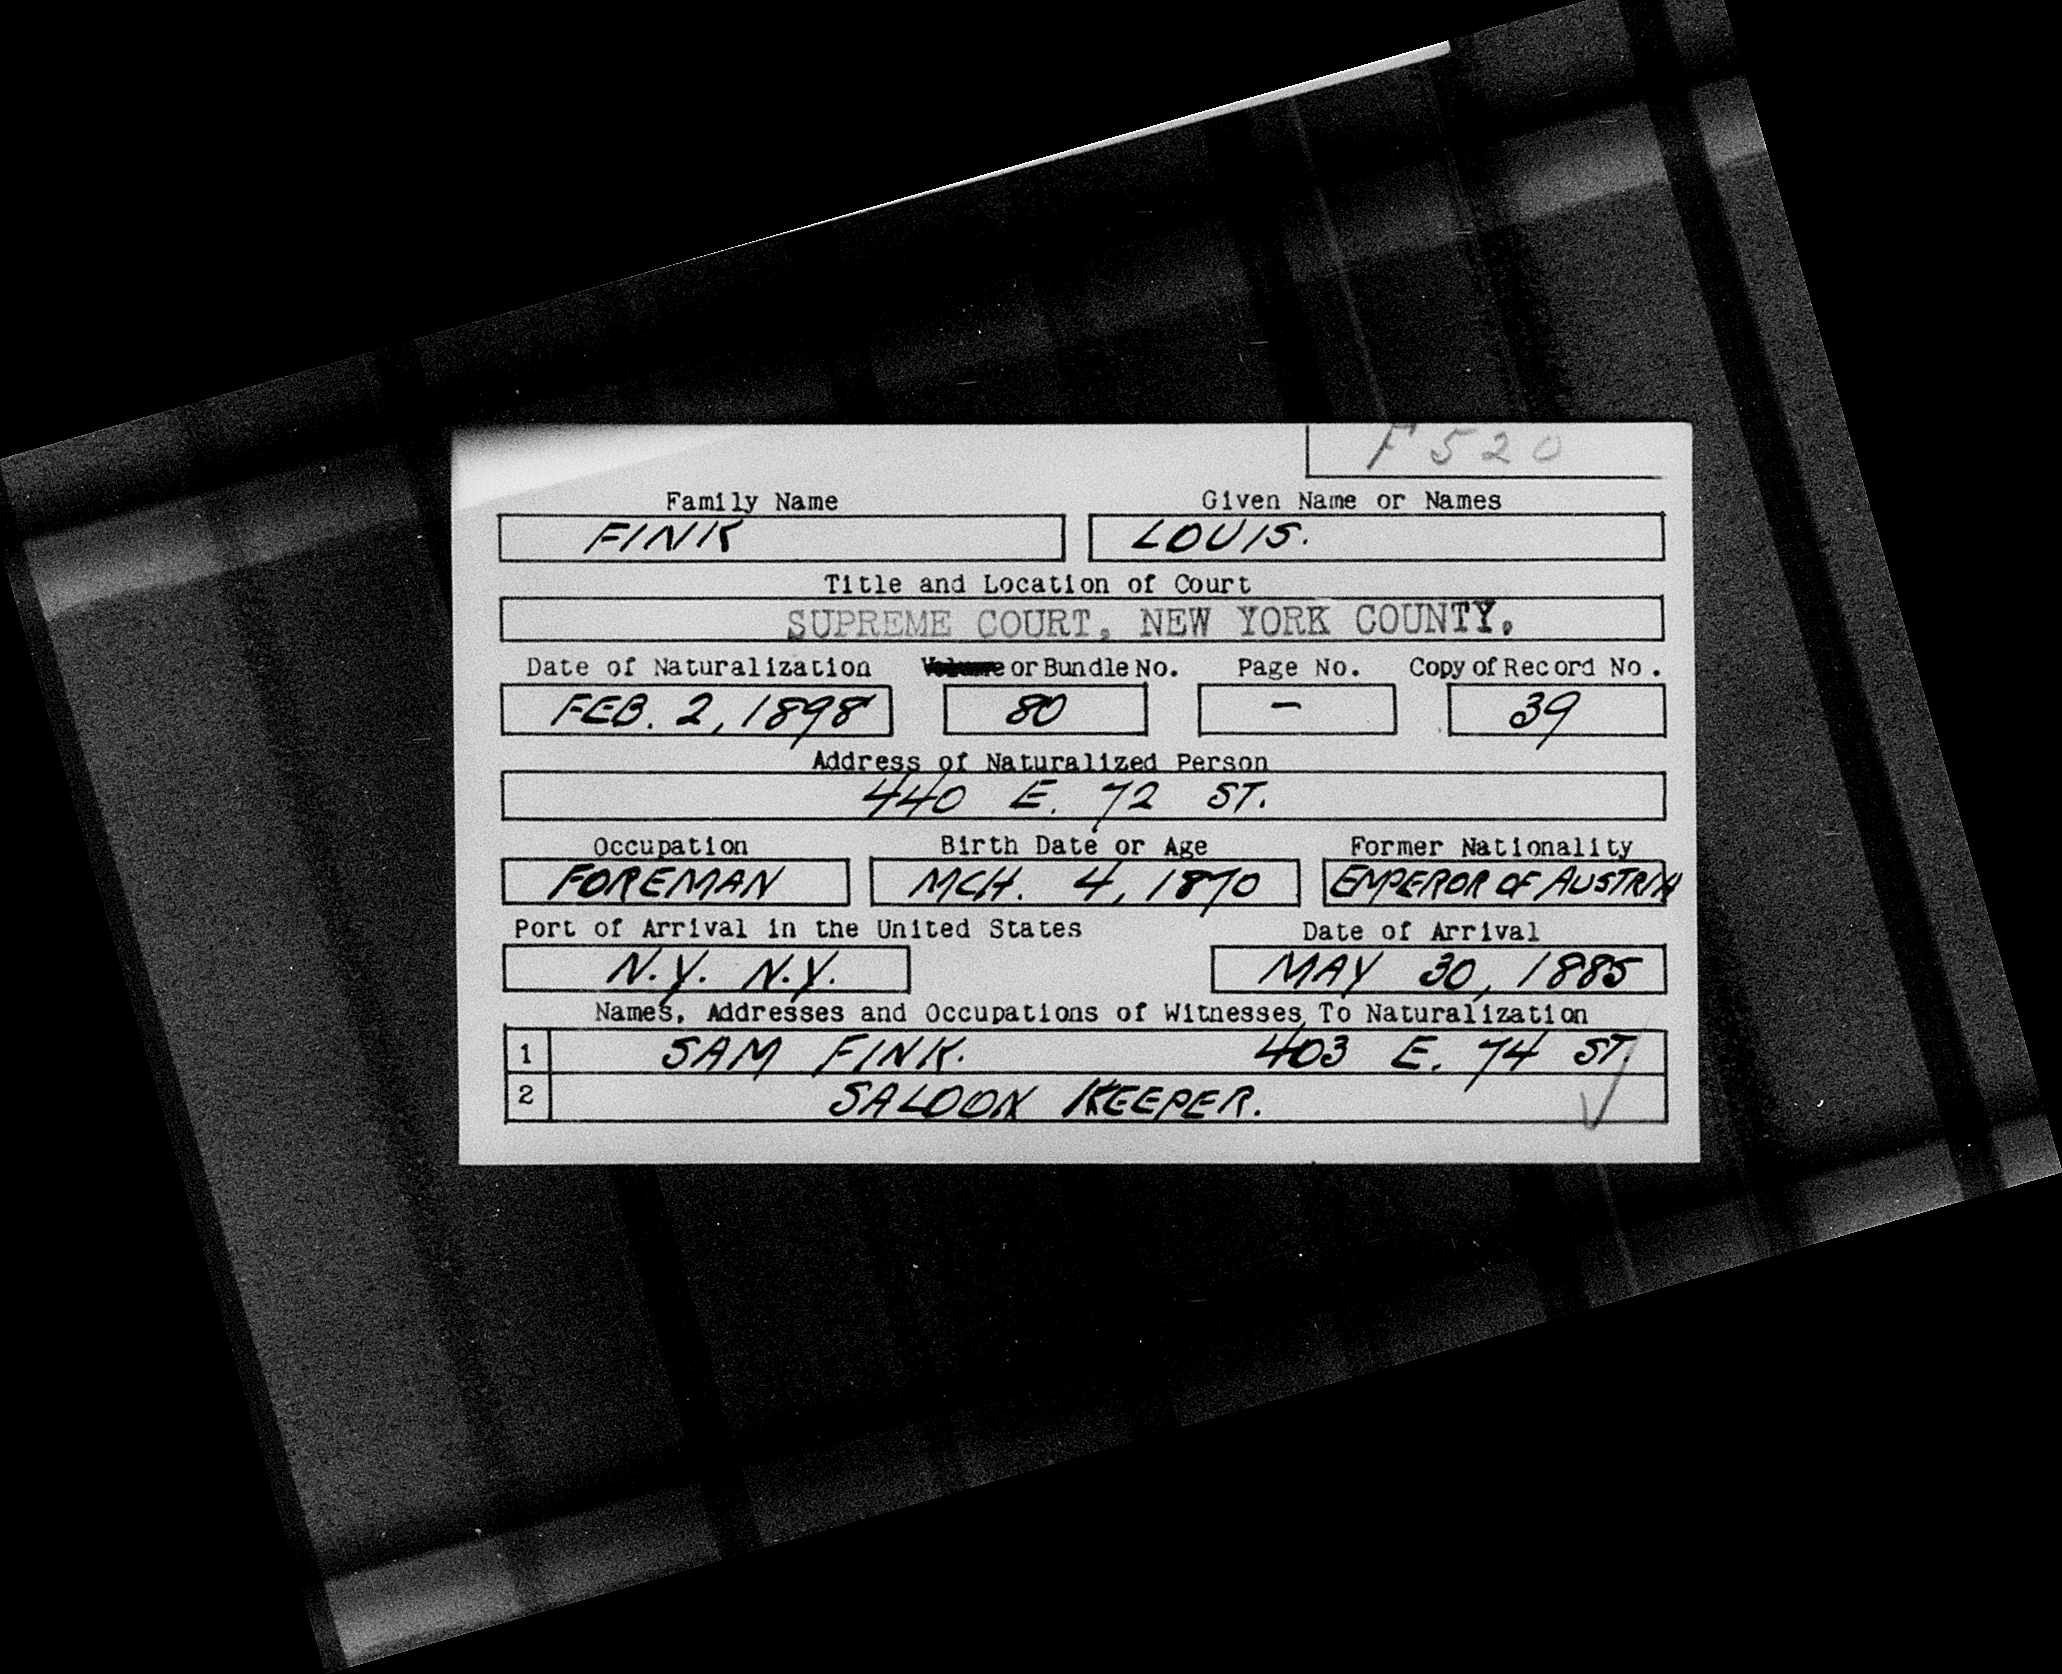 F 520
Family Name Given Name or Names
FINK LOUIS.
Title and Location of Court
SUPREME COURT, NEW YORK COUNTY.
Date of Naturalization Volume or Bundle No. Page No. Copy of Record No.
FEB. 2, 1898 80 - 39
Address of Naturalized Person
440 E. 72 ST.
Occupation Birth Date or Age Former Nationality
FOREMAN MCH. 4, 1870 EMPEROR OF AUSTRIA
Port of Arrival in the United States Date of Arrival
N.Y. N.Y. MAY 30, 1885
Names, Addresses and Occupations of Witnesses To Naturalization
1 SAM FINK. 403 E. 74 ST.
2 SALOON KEEPER.